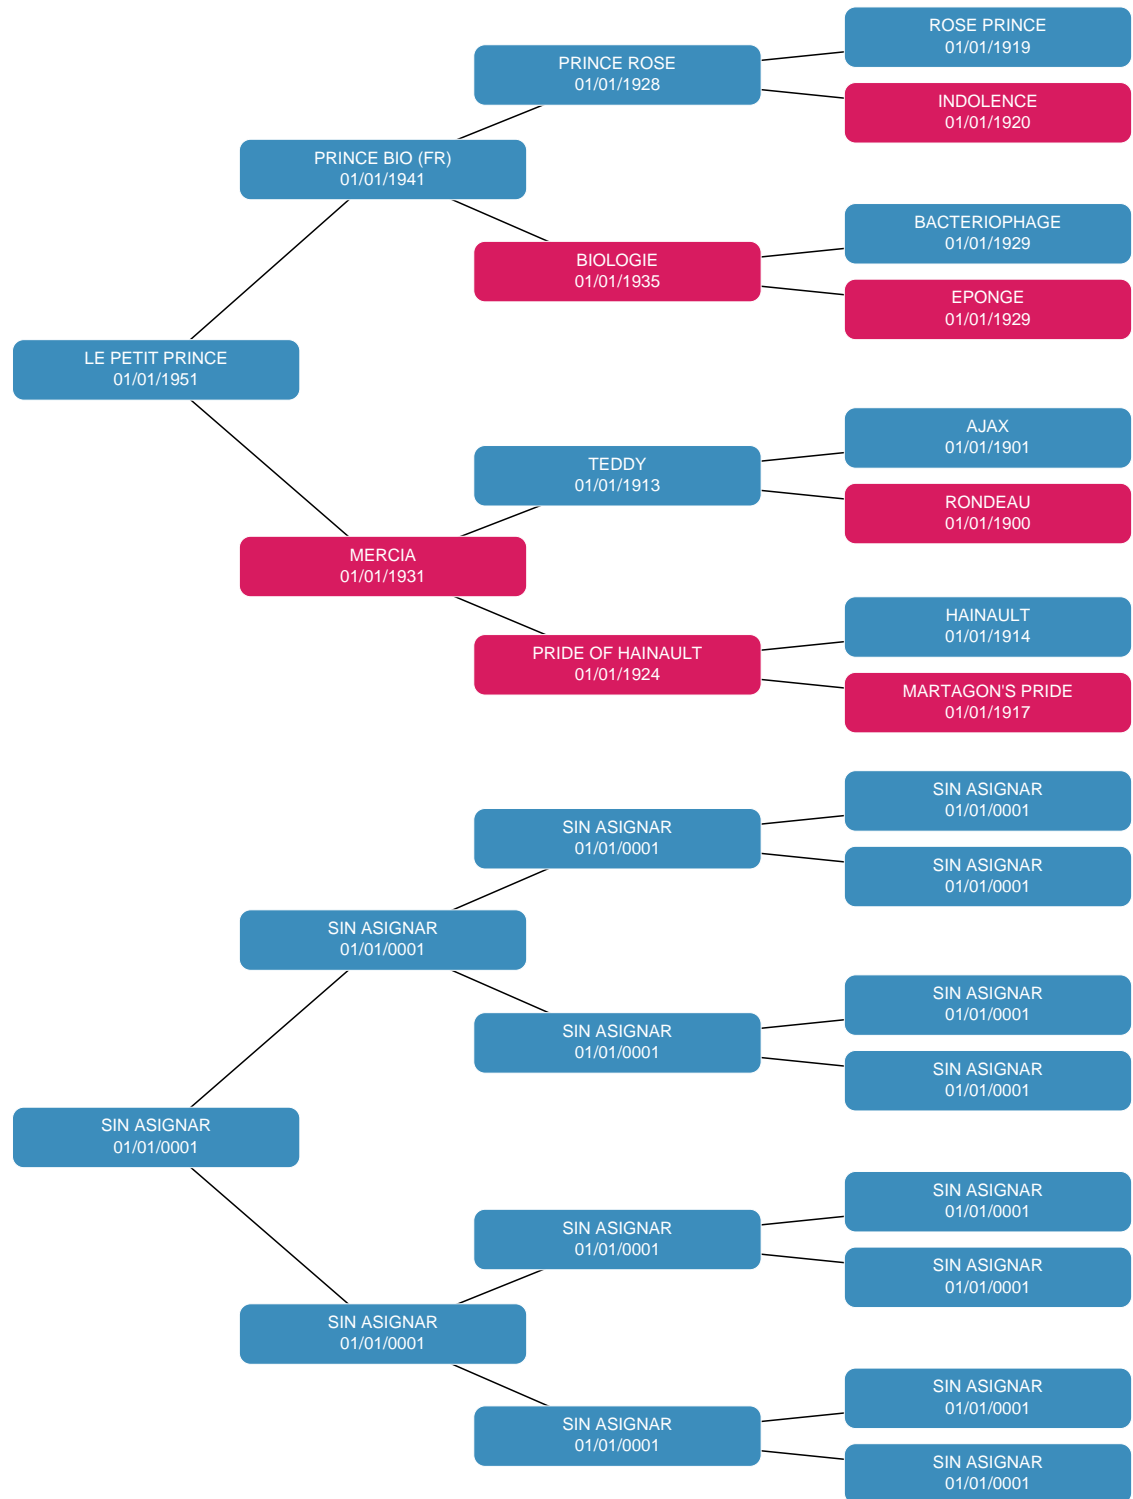 ROSE PRINCE
01/01/1919
PRINCE ROSE
01/01/1928
INDOLENCE
01/01/1920
PRINCE BIO (FR)
01/01/1941
BACTERIOPHAGE
01/01/1929
BIOLOGIE
01/01/1935
EPONGE
01/01/1929
LE PETIT PRINCE
01/01/1951
AJAX
01/01/1901
TEDDY
01/01/1913
RONDEAU
01/01/1900
MERCIA
01/01/1931
HAINAULT
01/01/1914
PRIDE OF HAINAULT
01/01/1924
MARTAGON'S PRIDE
01/01/1917
SIN ASIGNAR
01/01/0001
SIN ASIGNAR
01/01/0001
SIN ASIGNAR
01/01/0001
SIN ASIGNAR
01/01/0001
SIN ASIGNAR
01/01/0001
SIN ASIGNAR
01/01/0001
SIN ASIGNAR
01/01/0001
SIN ASIGNAR
01/01/0001
SIN ASIGNAR
01/01/0001
SIN ASIGNAR
01/01/0001
SIN ASIGNAR
01/01/0001
SIN ASIGNAR
01/01/0001
SIN ASIGNAR
01/01/0001
SIN ASIGNAR
01/01/0001
SIN ASIGNAR
01/01/0001